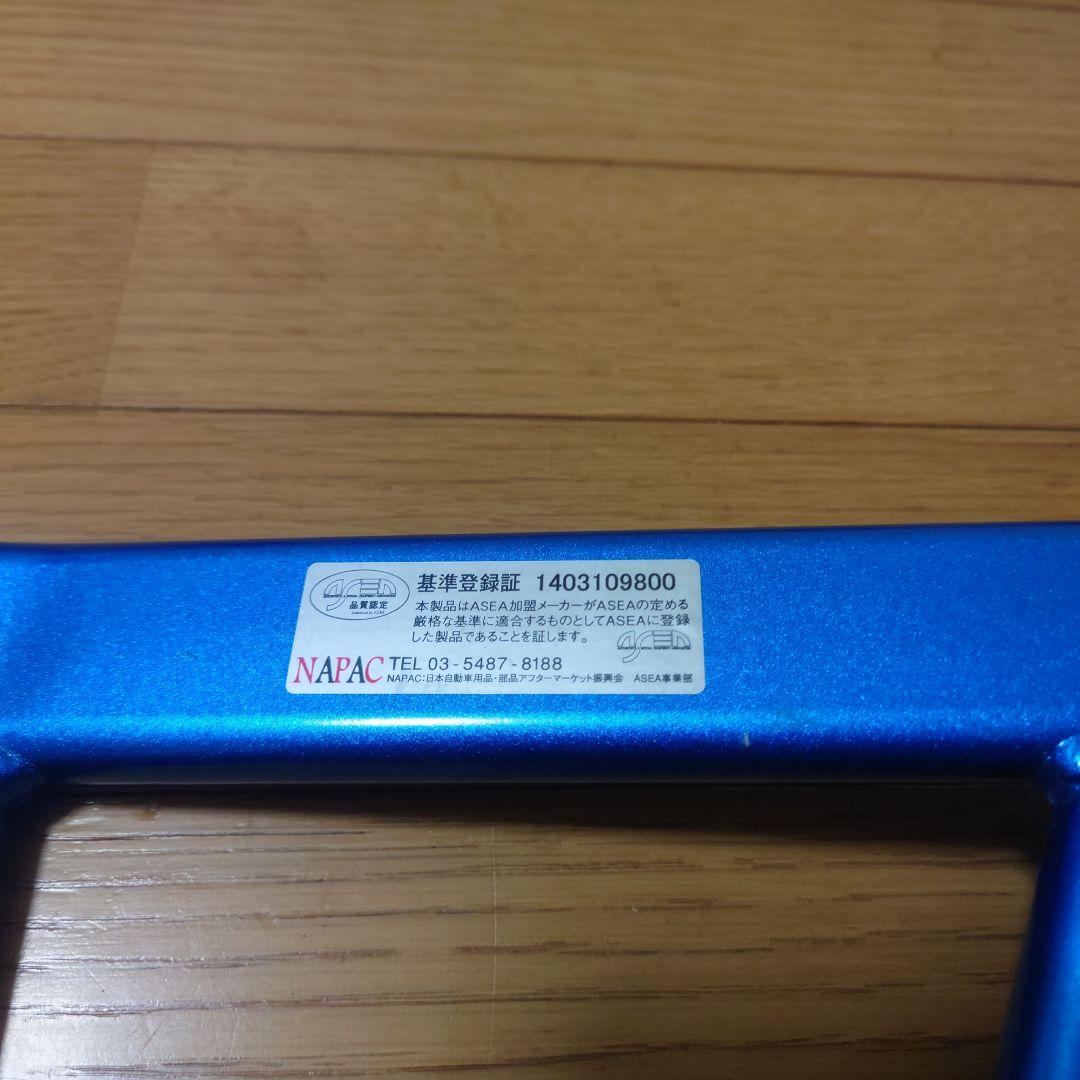 ASEA
品質認定
基準登録証 1403109800
本製品はASEA加盟メーカーがASEAの定める
厳格な基準に適合するものとしてASEAに登録
した製品であることを証します。
ASEA
NAPAC TEL 03-5487-8188
NAPAC:日本自動車用品・部品アフターマーケット振興会 ASEA事業部